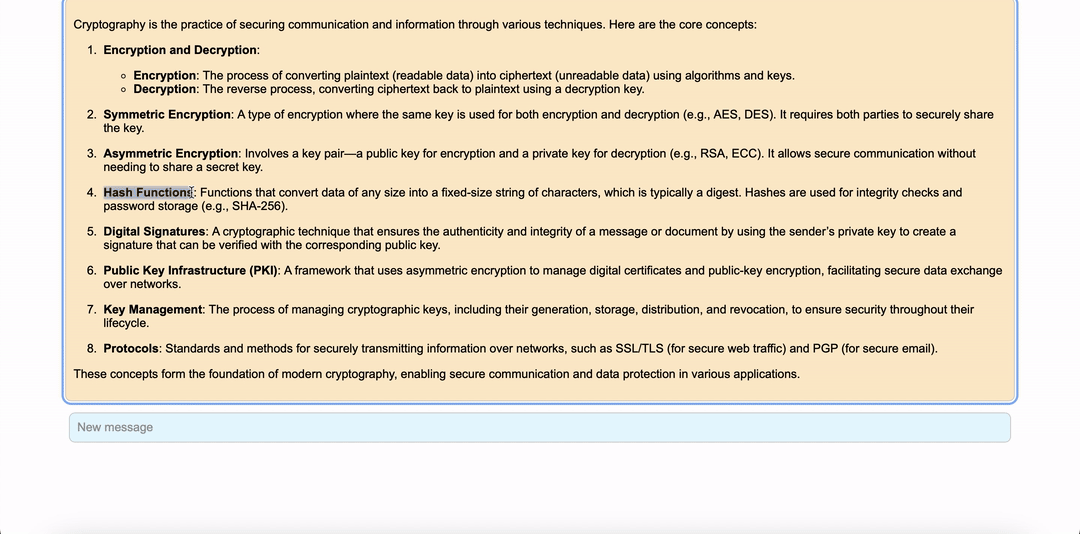 Cryptography is the practice of securing communication and information through various techniques. Here are the core concepts:
1. Encryption and Decryption:
◦ Encryption: The process of converting plaintext (readable data) into ciphertext (unreadable data) using algorithms and keys.
◦ Decryption: The reverse process, converting ciphertext back to plaintext using a decryption key.
2. Symmetric Encryption: A type of encryption where the same key is used for both encryption and decryption (e.g., AES, DES). It requires both parties to securely share
the key.
3. Asymmetric Encryption: Involves a key pair—a public key for encryption and a private key for decryption (e.g., RSA, ECC). It allows secure communication without
needing to share a secret key.
4. Hash Functions: Functions that convert data of any size into a fixed-size string of characters, which is typically a digest. Hashes are used for integrity checks and
password storage (e.g., SHA-256).
5. Digital Signatures: A cryptographic technique that ensures the authenticity and integrity of a message or document by using the sender’s private key to create a
signature that can be verified with the corresponding public key.
6. Public Key Infrastructure (PKI): A framework that uses asymmetric encryption to manage digital certificates and public-key encryption, facilitating secure data exchange
over networks.
7. Key Management: The process of managing cryptographic keys, including their generation, storage, distribution, and revocation, to ensure security throughout their
lifecycle.
8. Protocols: Standards and methods for securely transmitting information over networks, such as SSL/TLS (for secure web traffic) and PGP (for secure email).
These concepts form the foundation of modern cryptography, enabling secure communication and data protection in various applications.
New message